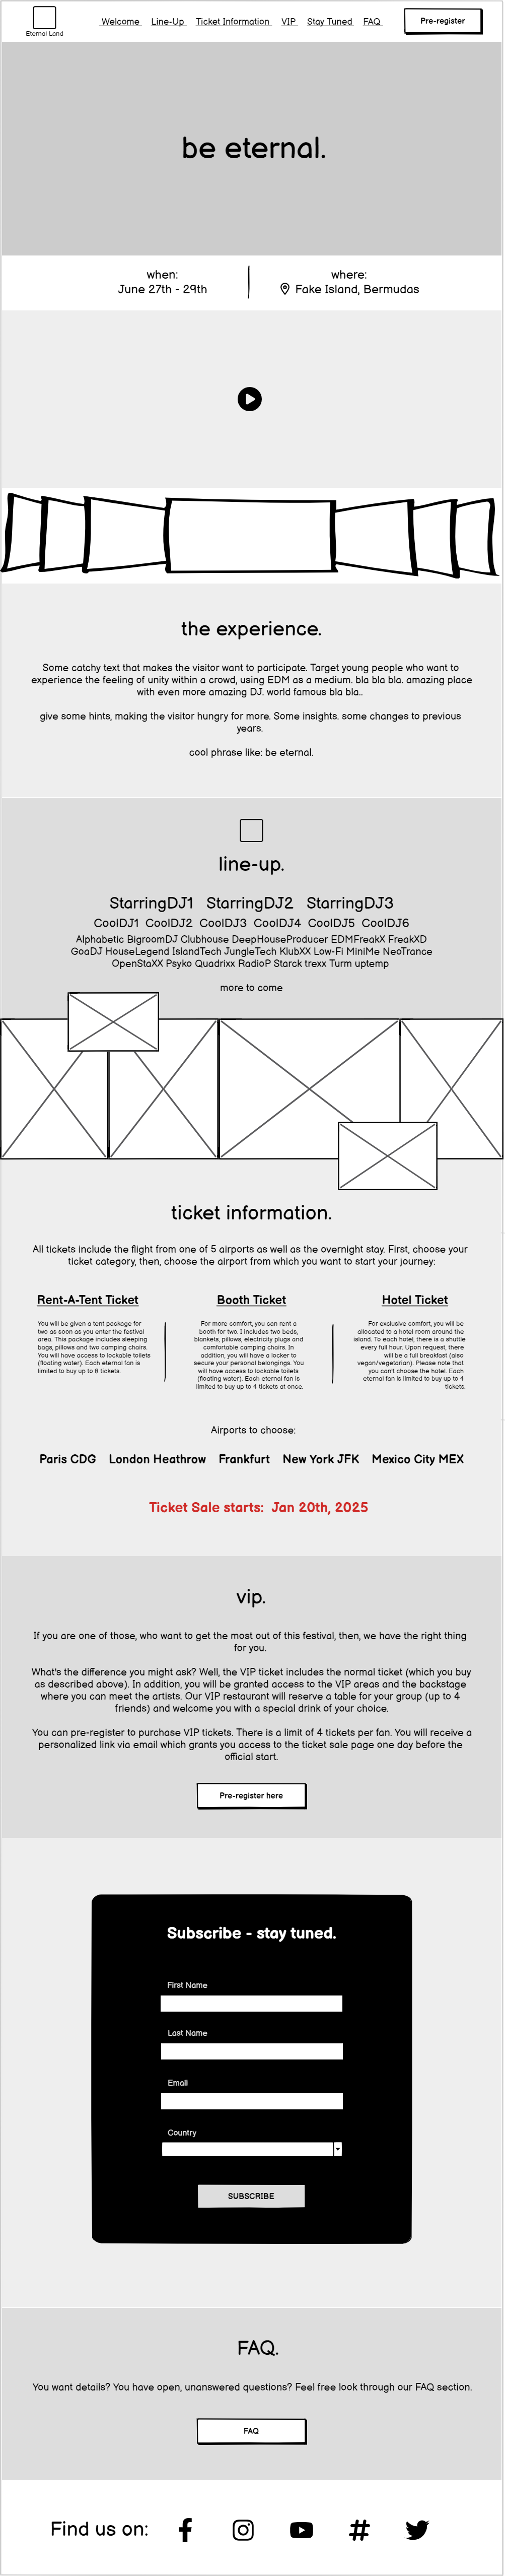 Eternal Land
Welcome Line-Up Ticket Information VIP Stay Tuned FAQ
Pre-register
be eternal.
when:
June 27th - 29th
where:
Fake Island, Bermudas
the experience.
Some catchy text that makes the visitor want to participate. Target young people who want to
experience the feeling of unity within a crowd, using EDM as a medium. bla bla bla. amazing place
with even more amazing DJ. world famous bla bla..
give some hints, making the visitor hungry for more. Some insights. some changes to previous
years.
cool phrase like: be eternal.
line-up.
StarringDJ1 StarringDJ2 StarringDJ3
CoolDJ1 CoolDJ2 CoolDJ3 CoolDJ4 CoolDJ5 CoolDJ6
Alphabetic BigroomDJ Clubhouse DeepHouseProducer EDMFreakX FreakXD
GoaDJ HouseLegend IslandTech JungleTech KlubXX Low-Fi MiniMe NeoTrance
OpenStaXX Psyko Quadrixx RadioP Starck trexx Turm uptemp
more to come
ticket information.
All tickets include the flight from one of 5 airports as well as the overnight stay. First, choose your
ticket category, then, choose the airport from which you want to start your journey:
Rent-A-Tent Ticket
You will be given a tent package for
two as soon as you enter the festival
area. This package includes sleeping
bags, pillows and two camping chairs.
You will have access to lockable toilets
(floating water). Each eternal fan is
limited to buy up to 8 tickets.
Booth Ticket
For more comfort, you can rent a
booth for two. I includes two beds,
blankets, pillows, electricity plugs and
comfortable camping chairs. In
addition, you will have a locker to
secure your personal belongings. You
will have access to lockable toilets
(floating water). Each eternal fan is
limited to buy up to 4 tickets at once.
Hotel Ticket
For exclusive comfort, you will be
allocated to a hotel room around the
island. To each hotel, there is a shuttle
every full hour. Upon request, there
will be a full breakfast (also
vegan/vegetarian). Please note that
you can't choose the hotel. Each
eternal fan is limited to buy up to 4
tickets.
Airports to choose:
Paris CDG London Heathrow Frankfurt New York JFK Mexico City MEX
Ticket Sale starts: Jan 20th, 2025
vip.
If you are one of those, who want to get the most out of this festival, then, we have the right thing
for you.
What's the difference you might ask? Well, the VIP ticket includes the normal ticket (which you buy
as described above). In addition, you will be granted access to the VIP areas and the backstage
where you can meet the artists. Our VIP restaurant will reserve a table for your group (up to 4
friends) and welcome you with a special drink of your choice.
You can pre-register to purchase VIP tickets. There is a limit of 4 tickets per fan. You will receive a
personalized link via email which grants you access to the ticket sale page one day before the
official start.
Pre-register here
Subscribe - stay tuned.
First Name
Last Name
Email
Country
SUBSCRIBE
FAQ.
You want details? You have open, unanswered questions? Feel free look through our FAQ section.
FAQ
Find us on: